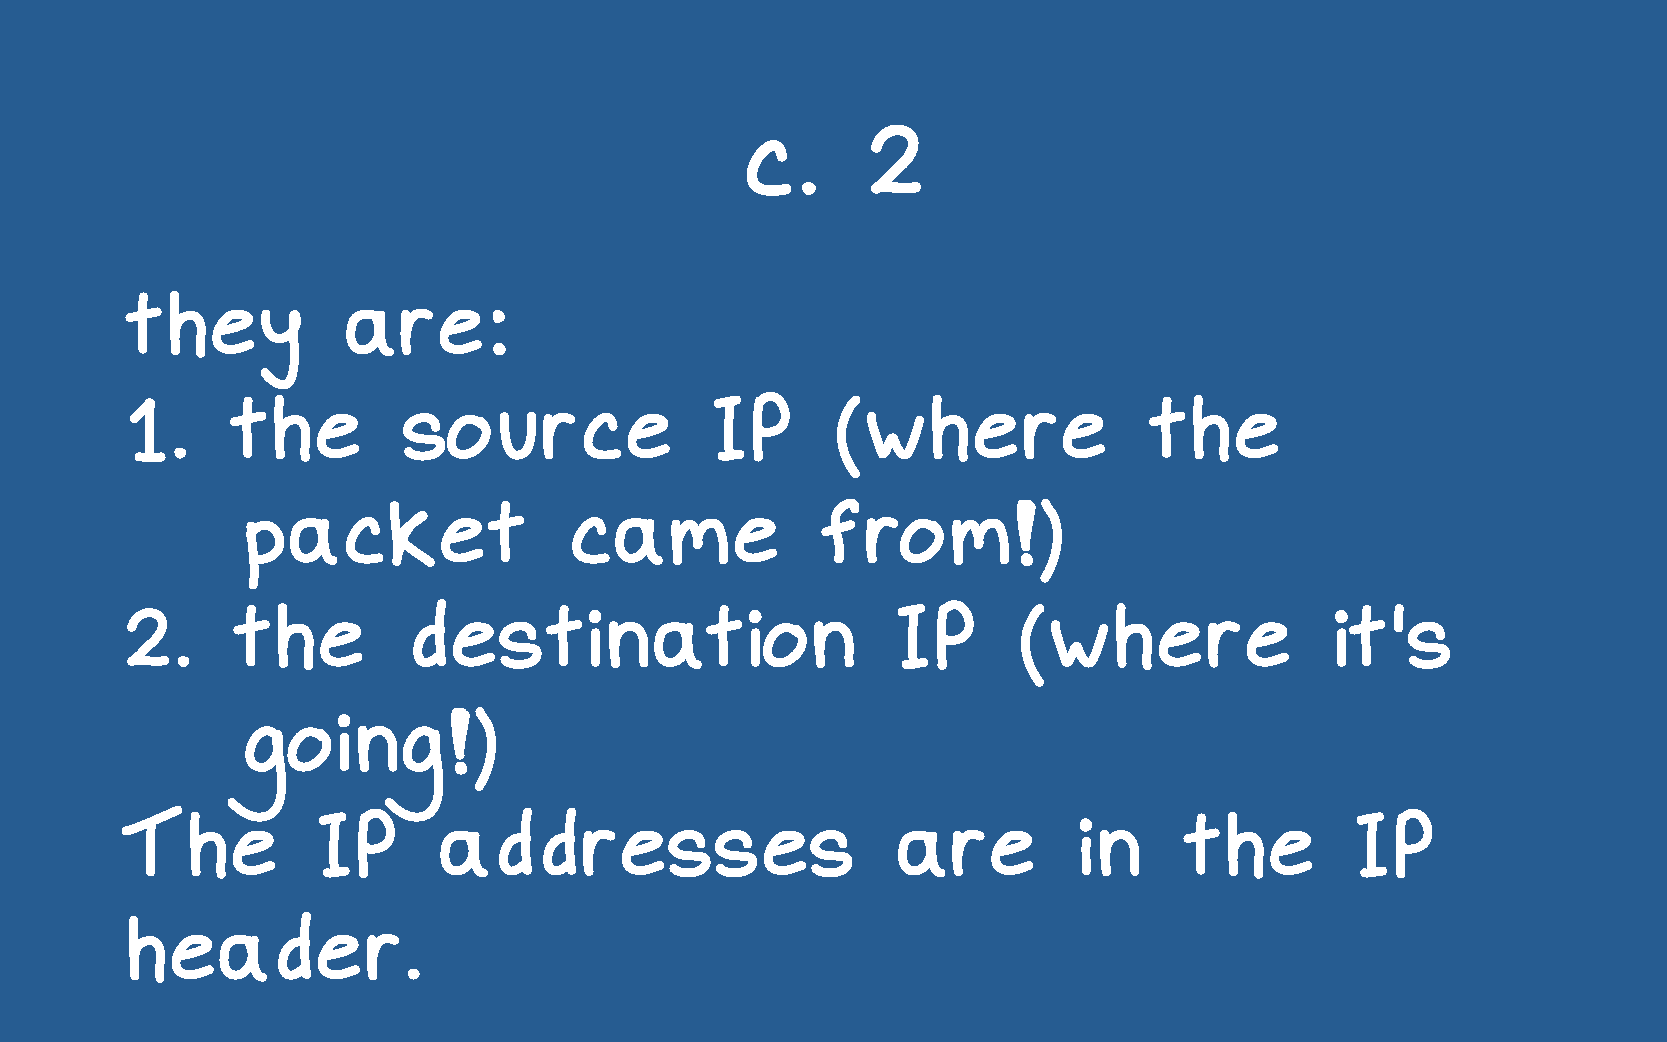 c. 2
they are:
1. the source IP (where the
packet came from!)
2. the destination IP (where it's
going!)
The IP addresses are in the IP
header.